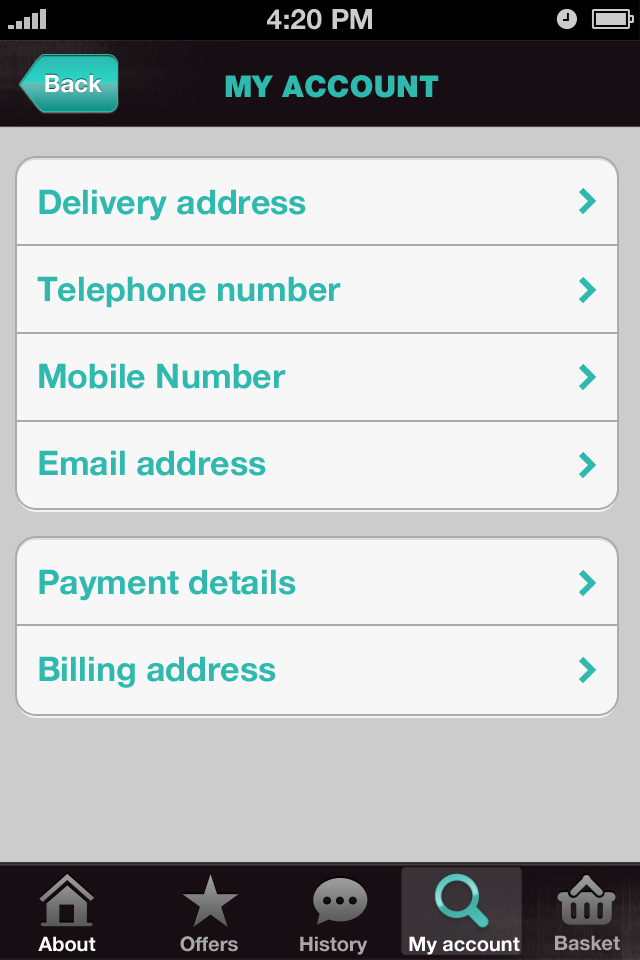 4:20 PM
Back
MY ACCOUNT
Delivery address
Telephone number
Mobile Number
Email address
Payment details
Billing address
About
Offers
History
My account
Basket